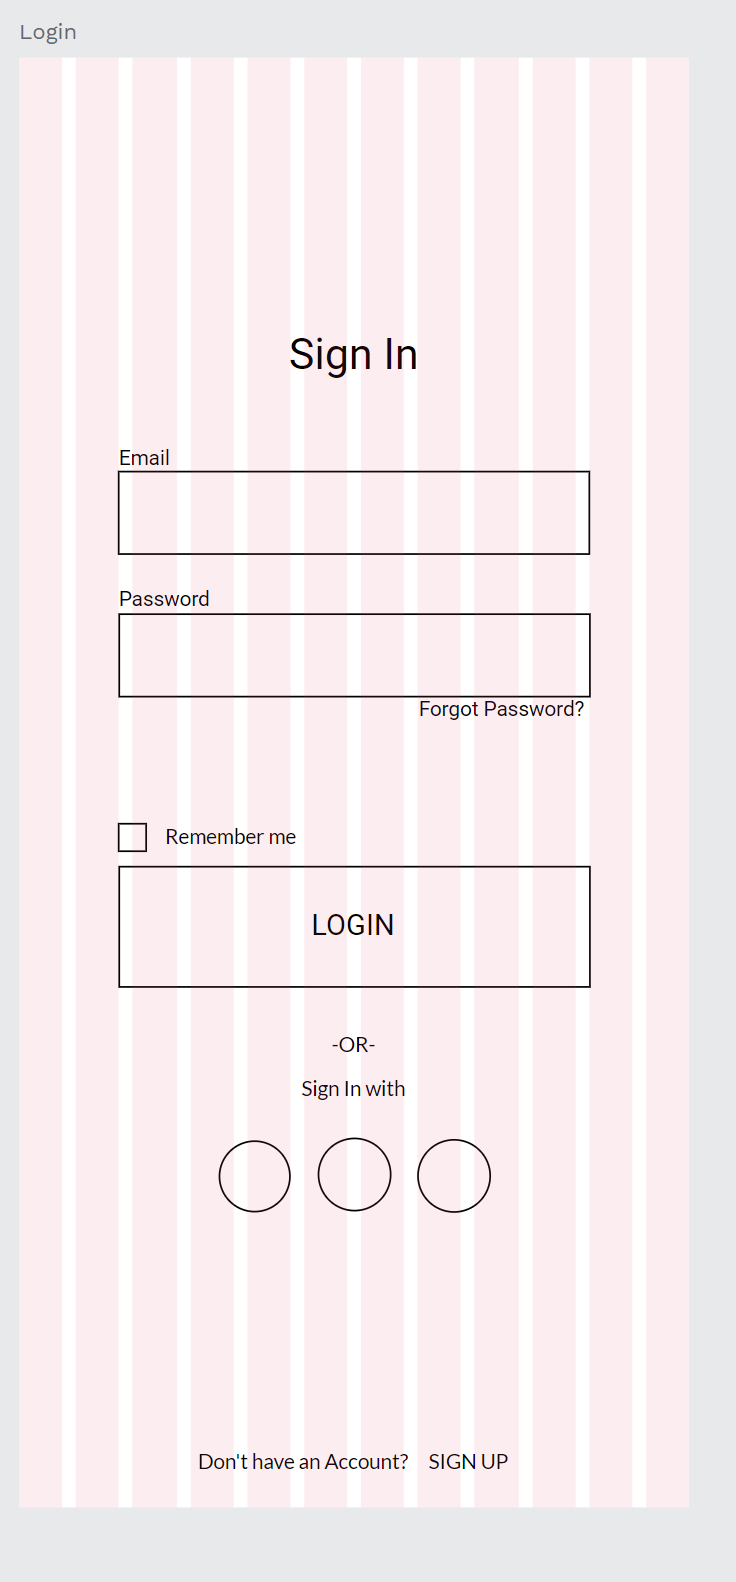 Login
Sign In
Email
Password
Forgot Password?
Remember me
LOGIN
-OR-
Sign In with
Don't have an Account? SIGN UP